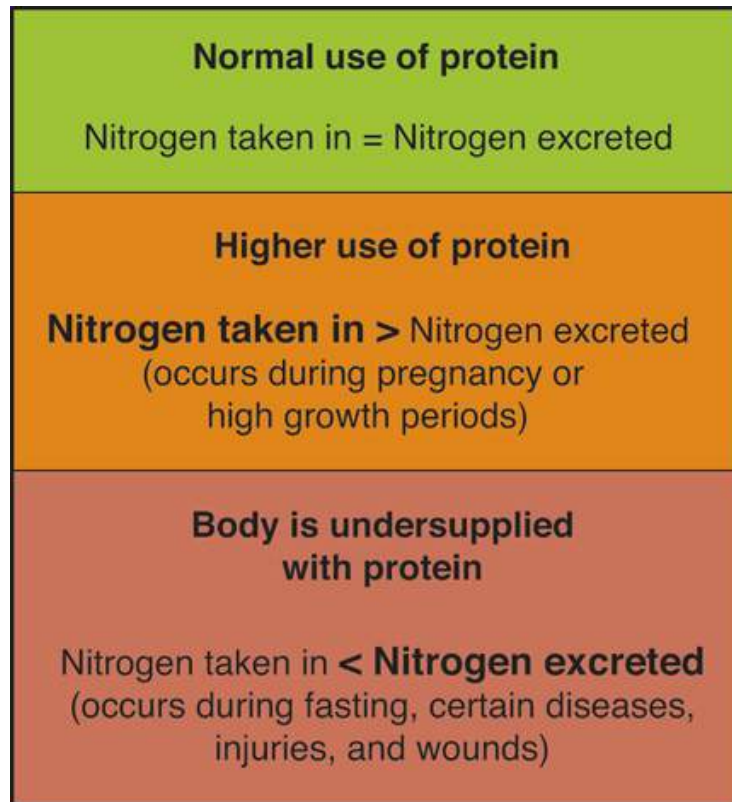 Normal use of protein
Nitrogen taken in = Nitrogen excreted
Higher use of protein
Nitrogen taken in > Nitrogen excreted
(occurs during pregnancy or
high growth periods)
Body is undersupplied
with protein
Nitrogen taken in < Nitrogen excreted
(occurs during fasting, certain diseases,
injuries, and wounds)